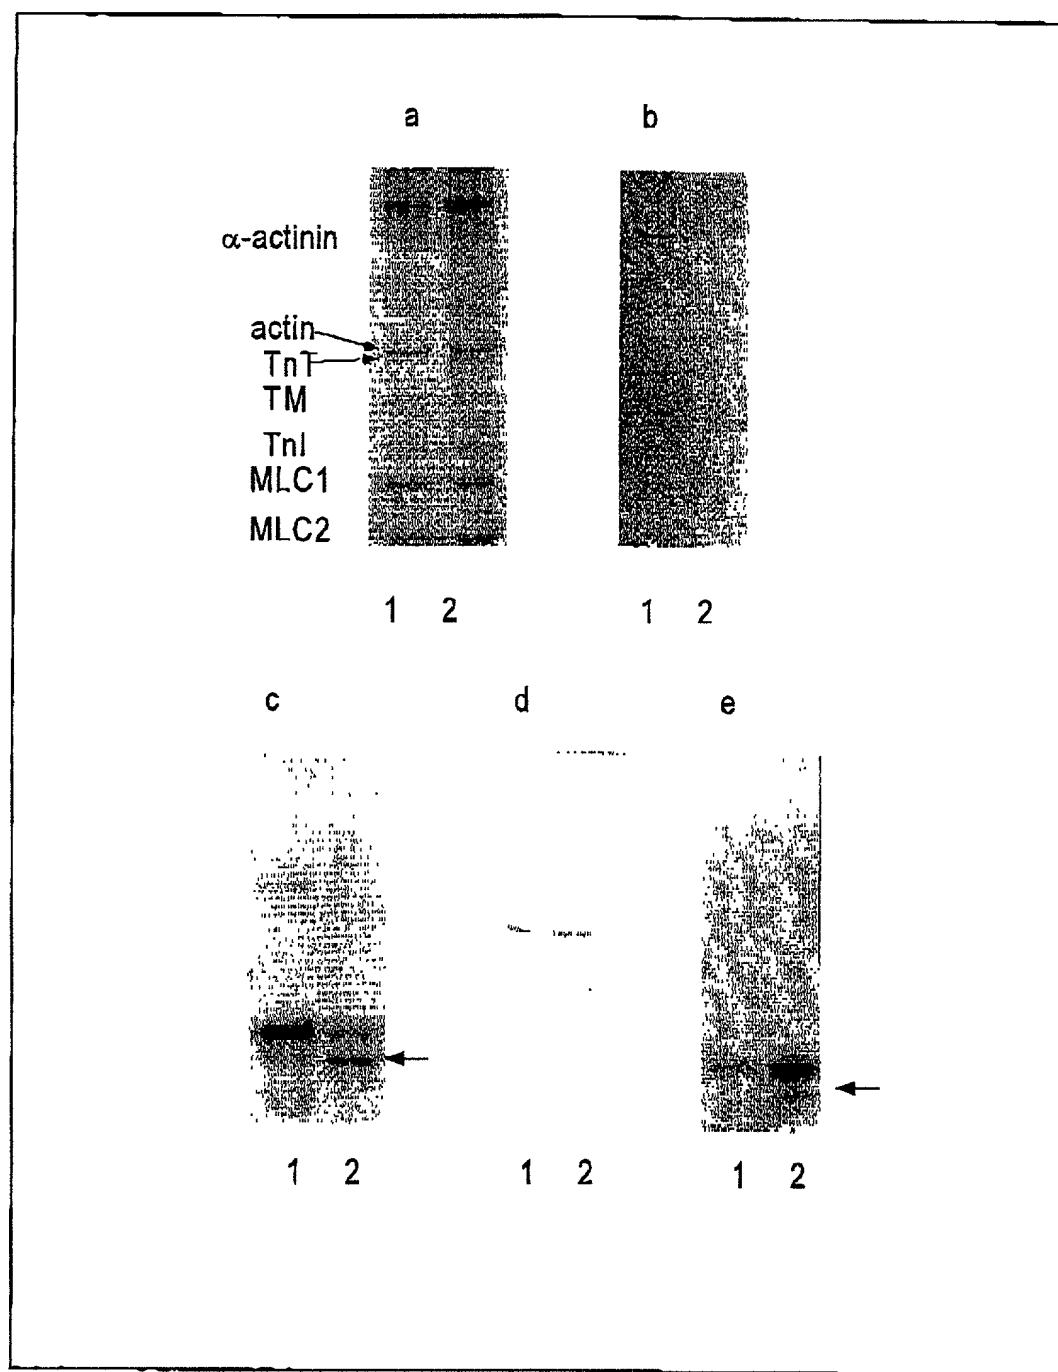 a b
α-actinin
actin
TnT
TM
TnI
MLC1
MLC2
1 2 1 2
c d e
1 2 1 2 1 2